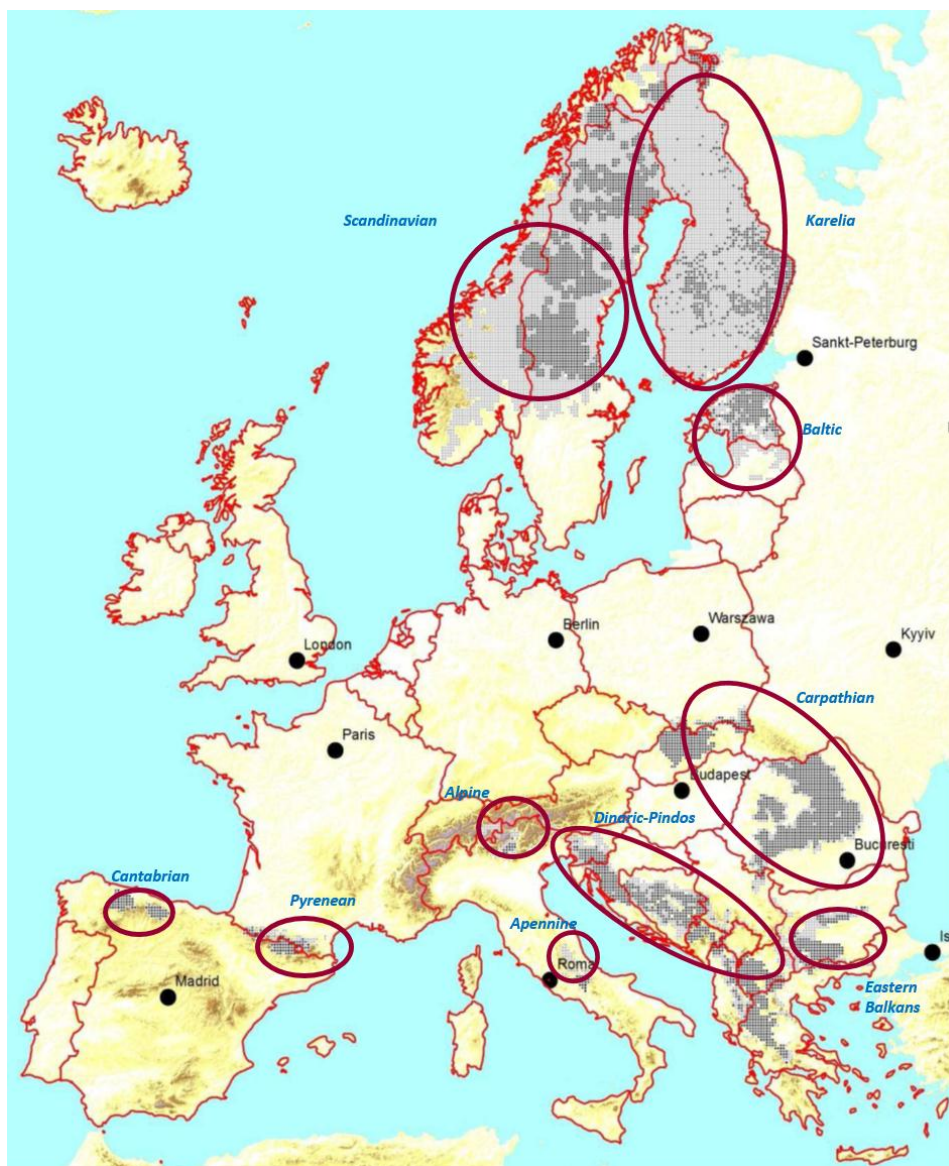 Scandinavian
Karelia
Sankt-Peterburg
Baltic
Berlin
Warszawa
Kyyiv
London
Carpathian
Paris
Budapest
Alpine
Dinaric-Pindos
Bucuresti
Cantabrian
Pyrenean
Apennine
Is
Roma
Madrid
Eastern
Balkans